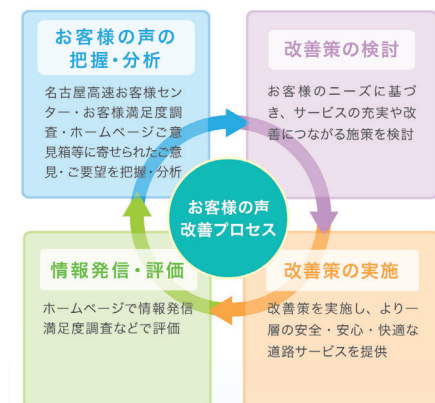 お客様の声の
把握・分析
名古屋高速お客様セン
ター・お客様満足度調
査・ホームページご意
見箱等に寄せられたご意
見・ご要望を把握・分析
改善策の検討
お客様のニーズに基づ
き、サービスの充実や改
善につながる施策を検討
お客様の声
改善プロセス
情報発信・評価
ホームページで情報発信
満足度調査などで評価
改善策の実施
改善策を実施し、より一
層の安全・安心・快適な
道路サービスを提供